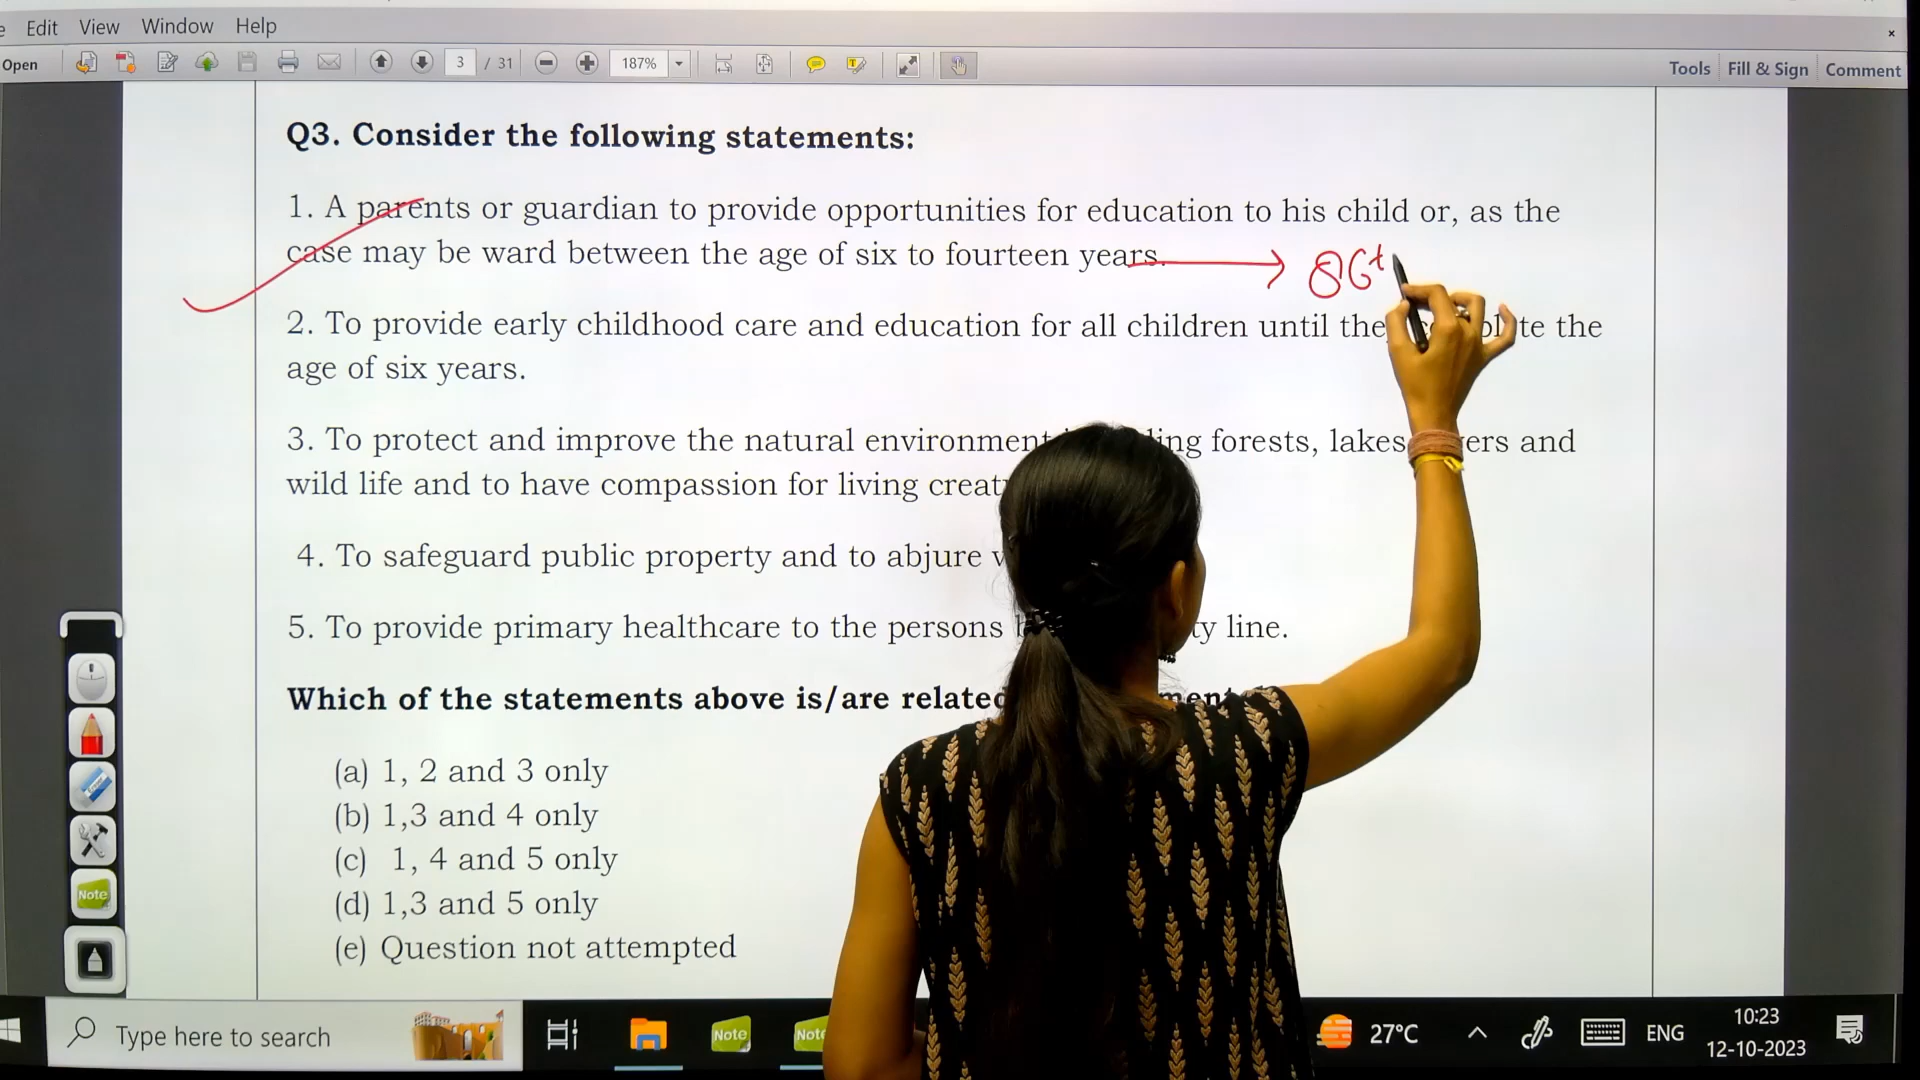 Edit View Window Help
Open 3 / 31 187% Tools Fill & Sign Comment
Q3. Consider the following statements:
1. A parents or guardian to provide opportunities for education to his child or, as the
case may be ward between the age of six to fourteen years.
86t
2. To provide early childhood care and education for all children until the te the
age of six years.
3. To protect and improve the natural environment forests, lakes and
wild life and to have compassion for living
4. To safeguard public property and to abjure
5. To provide primary healthcare to the persons line.
Which of the statements above is/are related
(a) 1, 2 and 3 only
(b) 1,3 and 4 only
(c) 1, 4 and 5 only
(d) 1,3 and 5 only
(e) Question not attempted
Note
Type here to search
Note
Note
27°C
ENG
10:23
12-10-2023